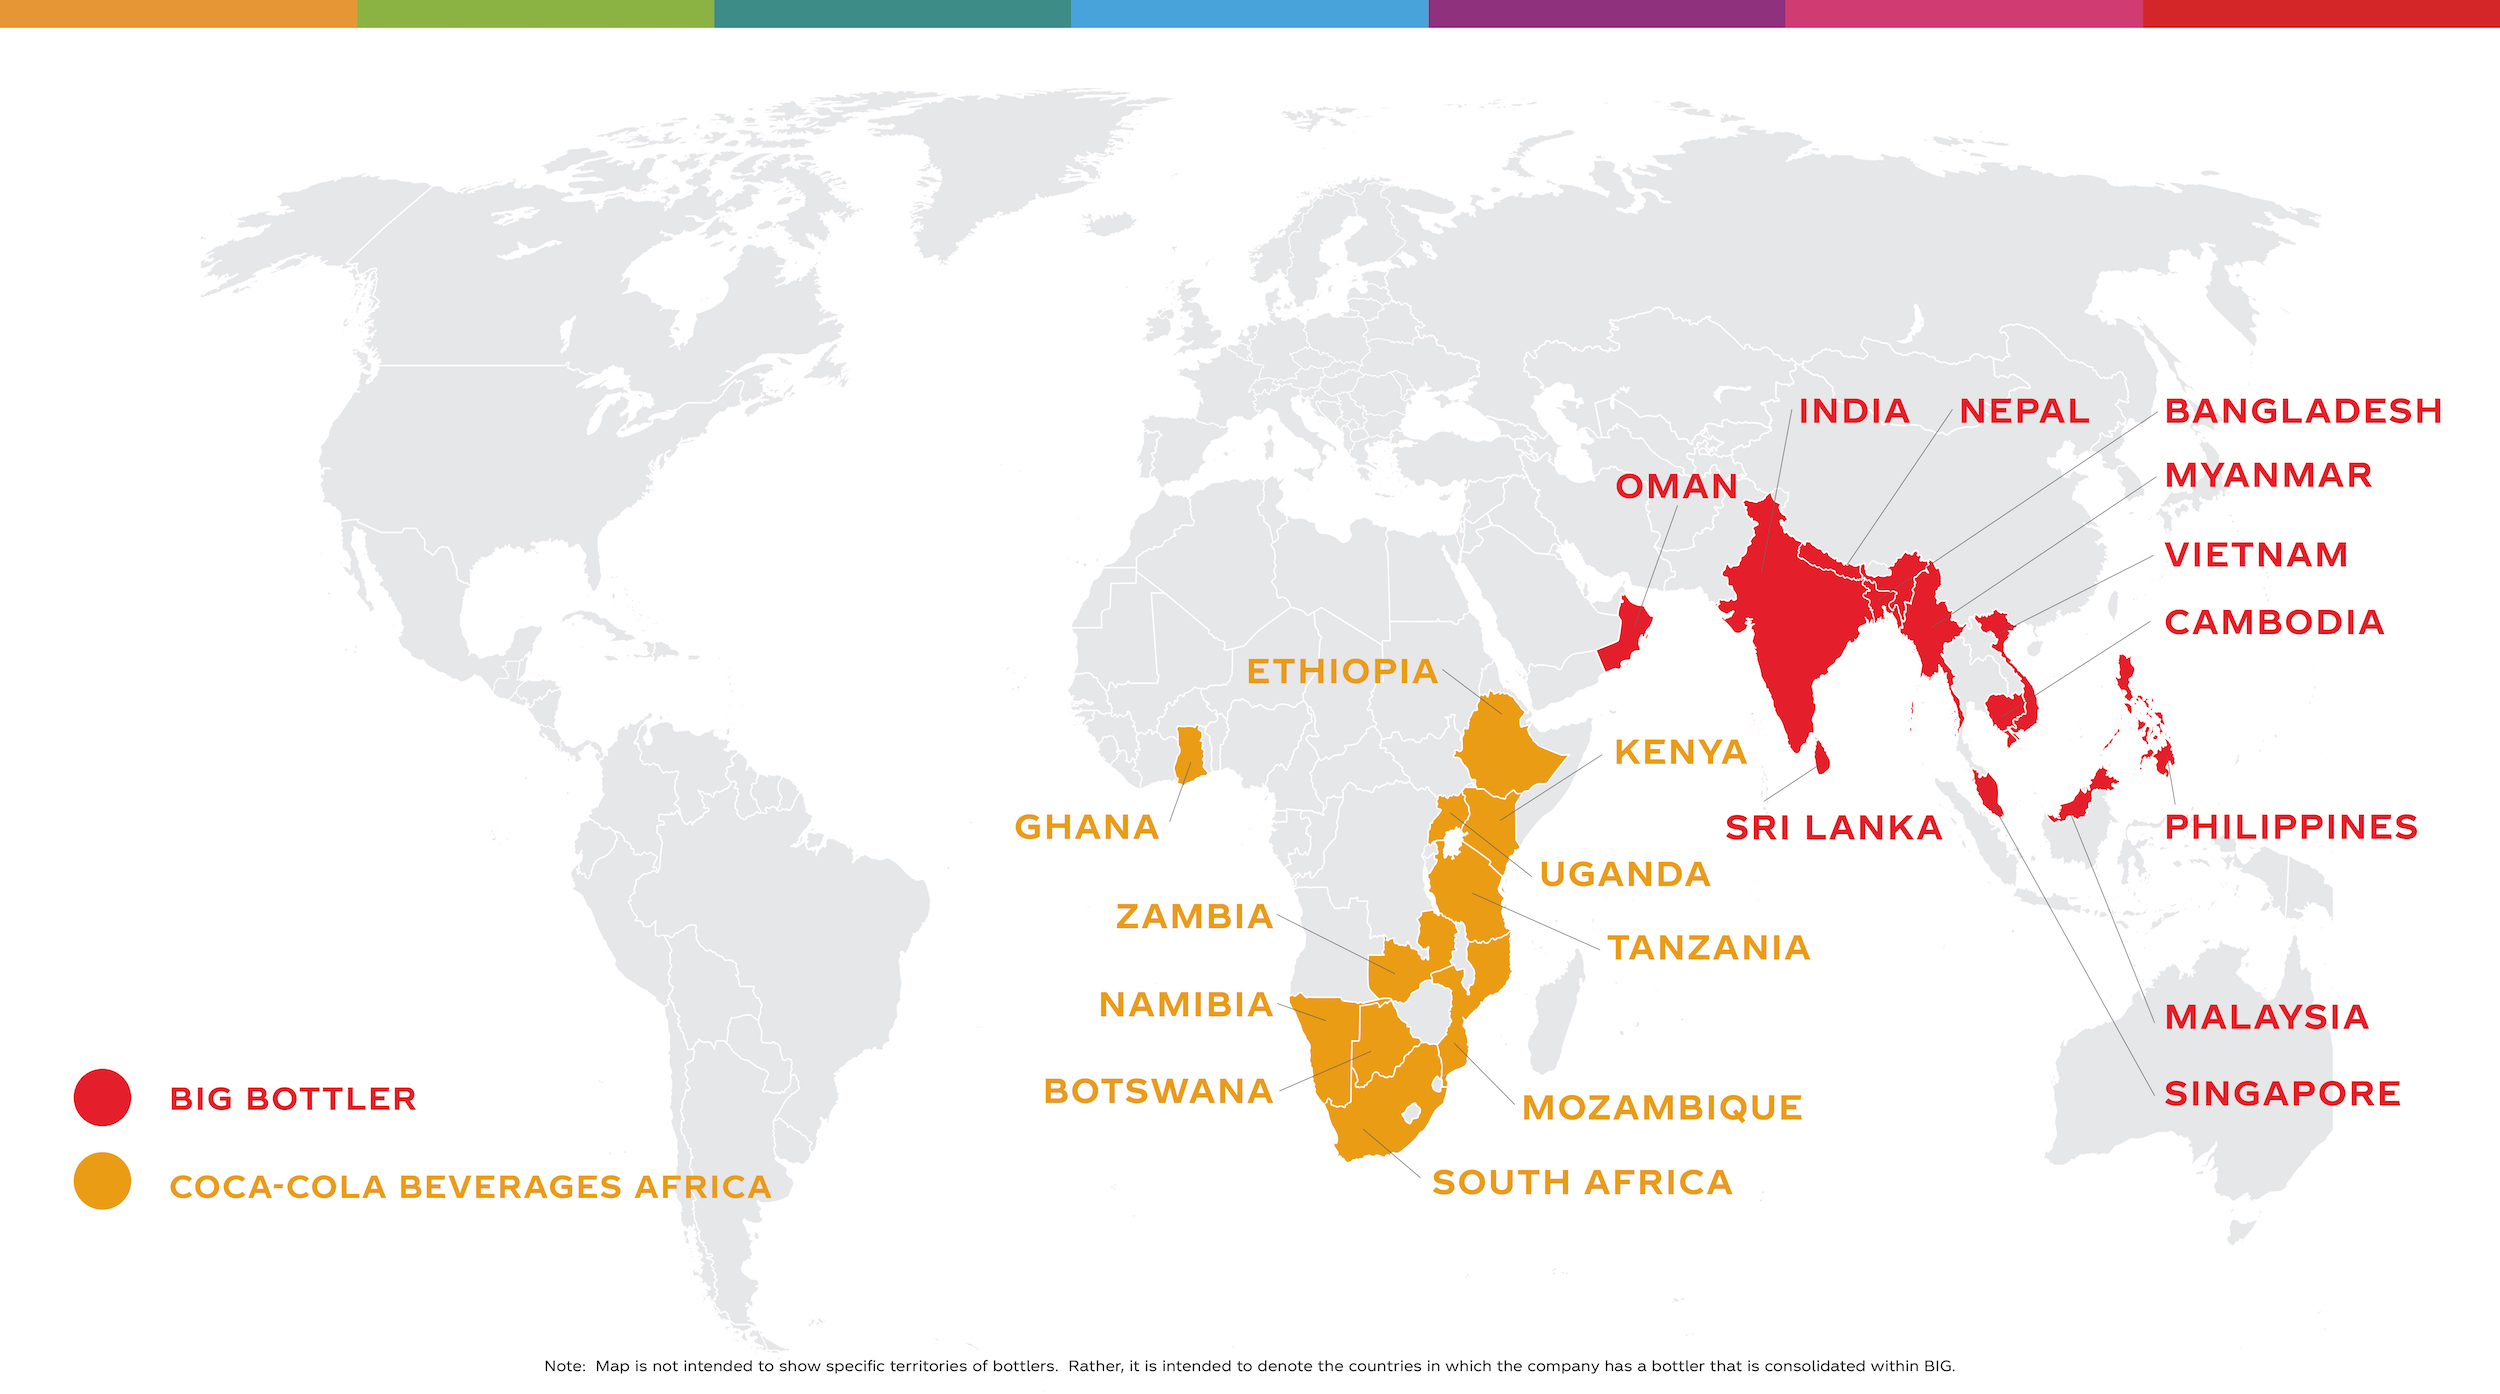 INDIA
NEPAL
BANGLADESH
OMAN
MYANMAR
VIETNAM
CAMBODIA
ETHIOPIA
KENYA
GHANA
SRI LANKA
PHILIPPINES
UGANDA
ZAMBIA
TANZANIA
NAMIBIA
MALAYSIA
BOTSWANA
MOZAMBIQUE
SINGAPORE
BIG BOTTLER
COCA-COLA BEVERAGES AFRICA
SOUTH AFRICA
Note: Map is not intended to show specific territories of bottlers. Rather, it is intended to denote the countries in which the company has a bottler that is consolidated within BIG.